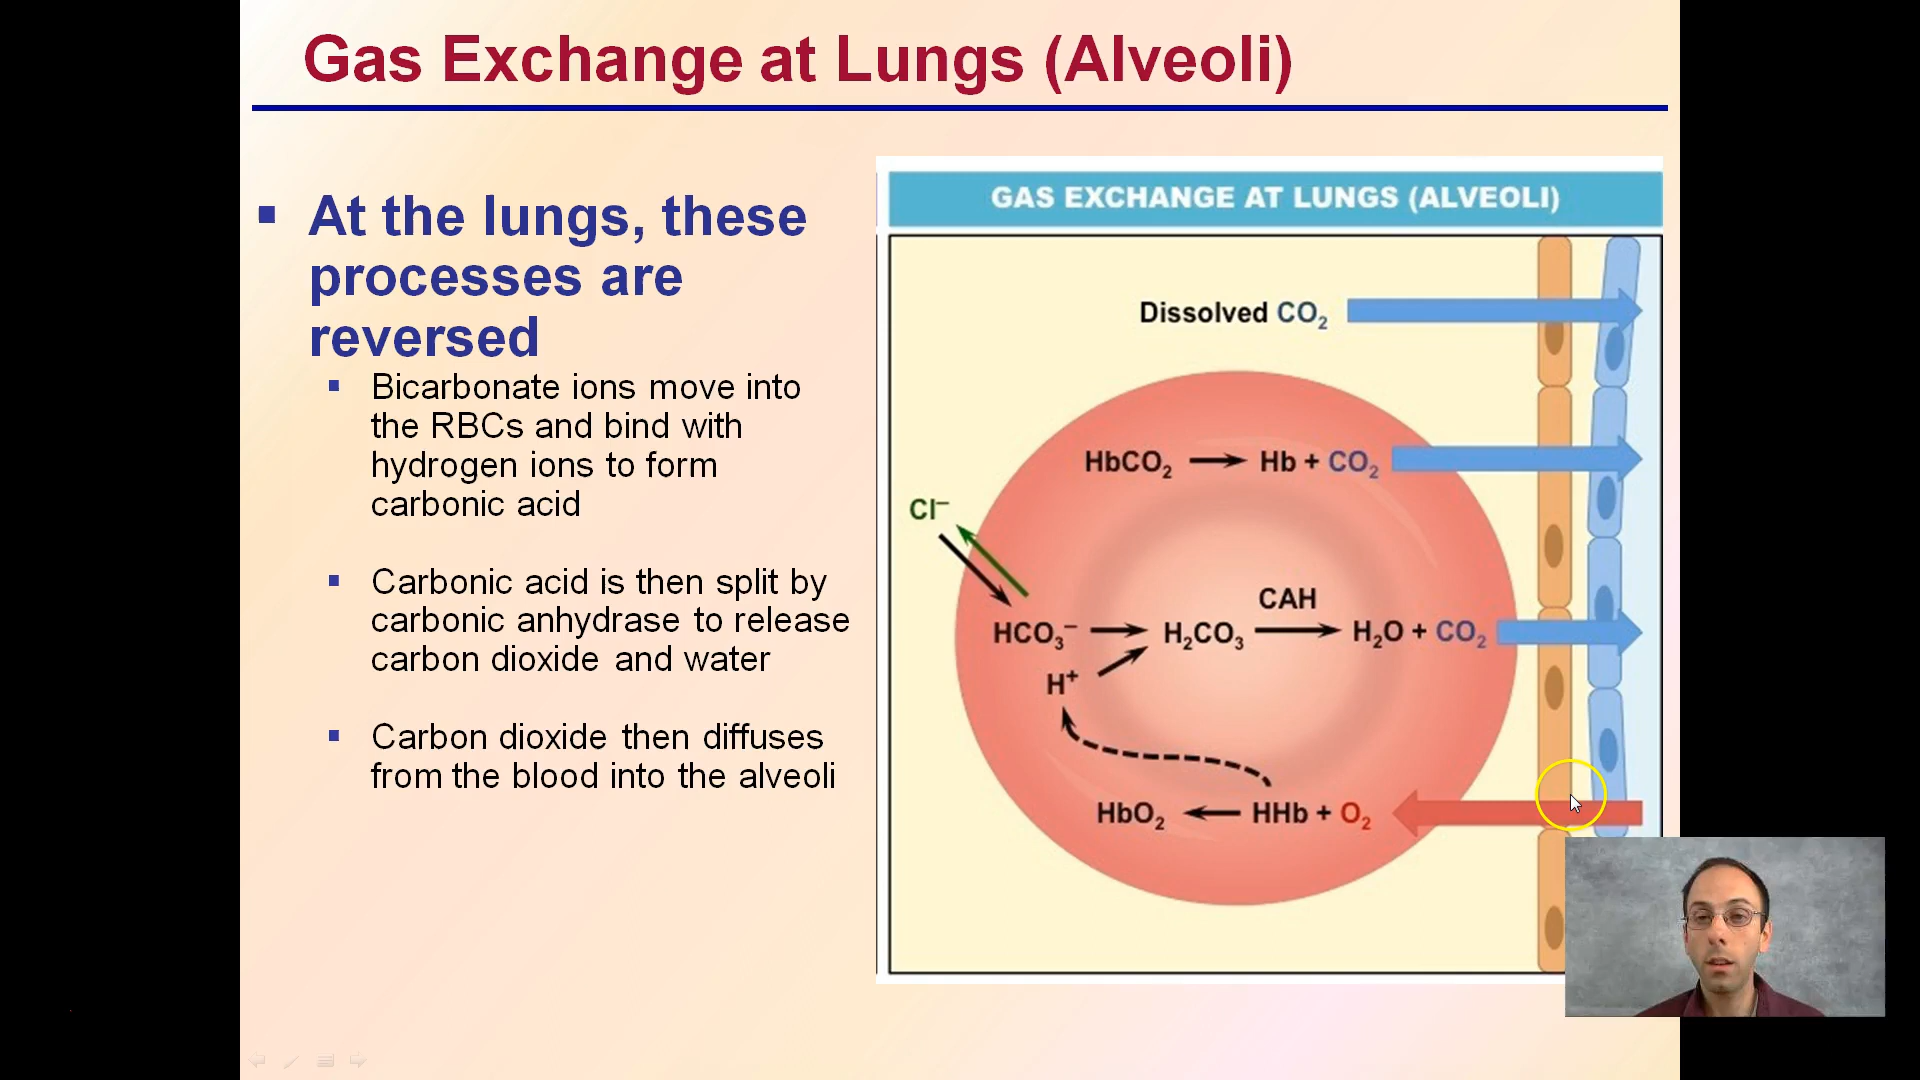 Gas Exchange at Lungs (Alveoli)
▪ At the lungs, these
processes are
reversed
▪ Bicarbonate ions move into
the RBCs and bind with
hydrogen ions to form
carbonic acid
▪ Carbonic acid is then split by
carbonic anhydrase to release
carbon dioxide and water
▪ Carbon dioxide then diffuses
from the blood into the alveoli
GAS EXCHANGE AT LUNGS (ALVEOLI)
Dissolved CO₂
HbCO₂ → Hb + CO₂
Cl⁻
CAH
HCO₃⁻ → H₂CO₃ → H₂O + CO₂
H⁺
HbO₂ ← HHb + O₂